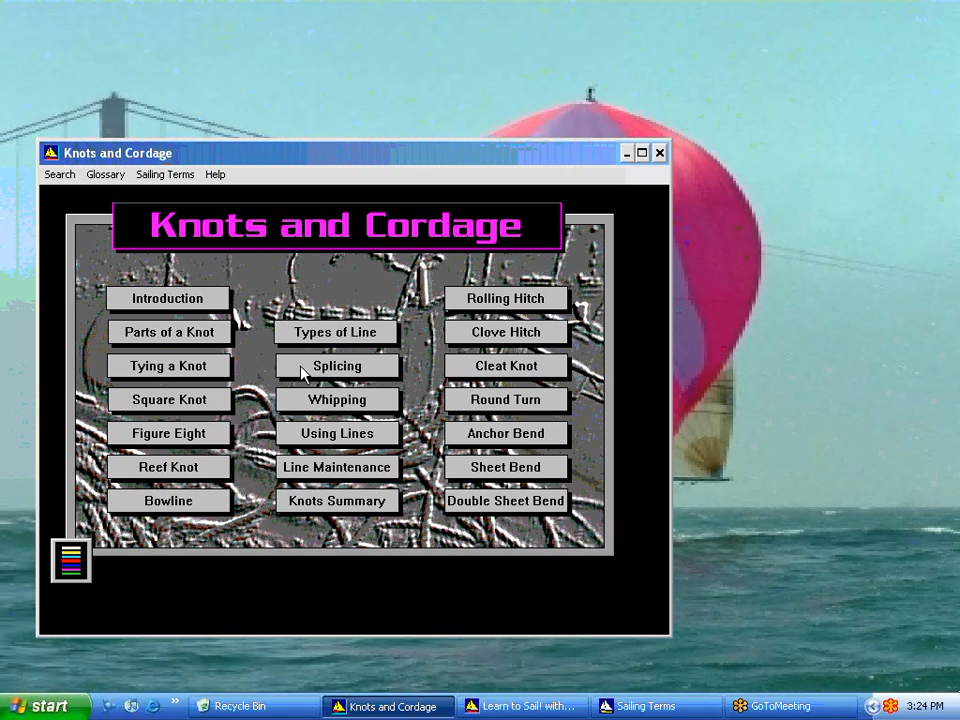 Knots and Cordage
Search Glossary Sailing Terms Help
Knots and Cordage
Introduction
Parts of a Knot
Tying a Knot
Square Knot
Figure Eight
Reef Knot
Bowline
Types of Line
Splicing
Whipping
Using Lines
Line Maintenance
Knots Summary
Rolling Hitch
Clove Hitch
Cleat Knot
Round Turn
Anchor Bend
Sheet Bend
Double Sheet Bend
start Recycle Bin Knots and Cordage Learn to Sail! with... Sailing Terms GoToMeeting 3:24 PM